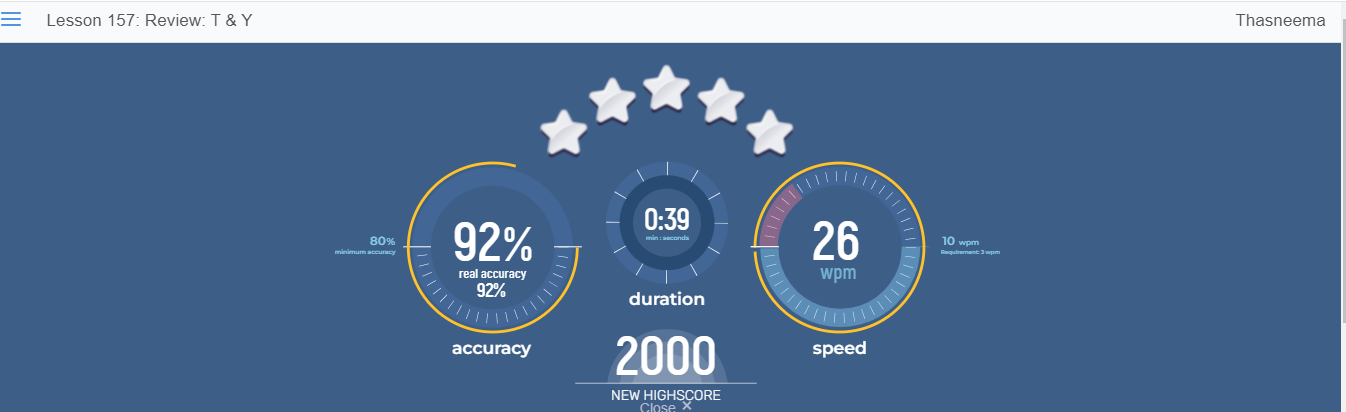 Lesson 157: Review: T & Y
Thasneema
80%
minimum accuracy
92%
real accuracy
92%
accuracy
0:39
min : seconds
duration
26
wpm
speed
10 wpm
Requirement: 3 wpm
2000
NEW HIGHSCORE
Close ×